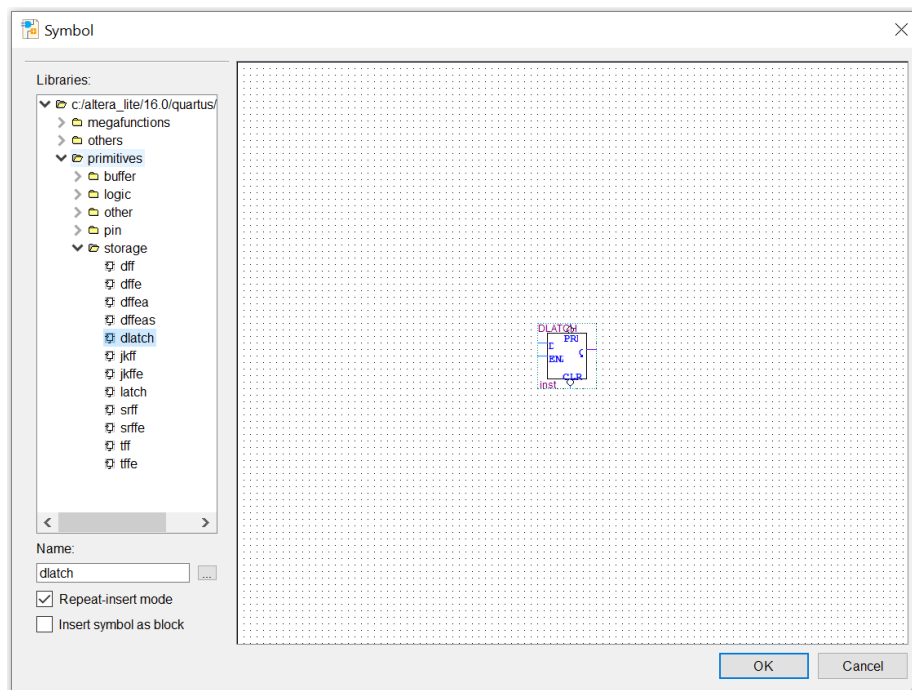 Symbol
Libraries:
c:/altera_lite/16.0/quartus/
megafunctions
others
primitives
buffer
logic
other
pin
storage
dff
dffe
dffea
dffeas
dlatch
jkff
jkffe
latch
srff
srffe
tff
tffe
Name:
dlatch
...
Repeat-insert mode
Insert symbol as block
DLATCH
PRN
D
ENA
CLR
inst
OK
Cancel